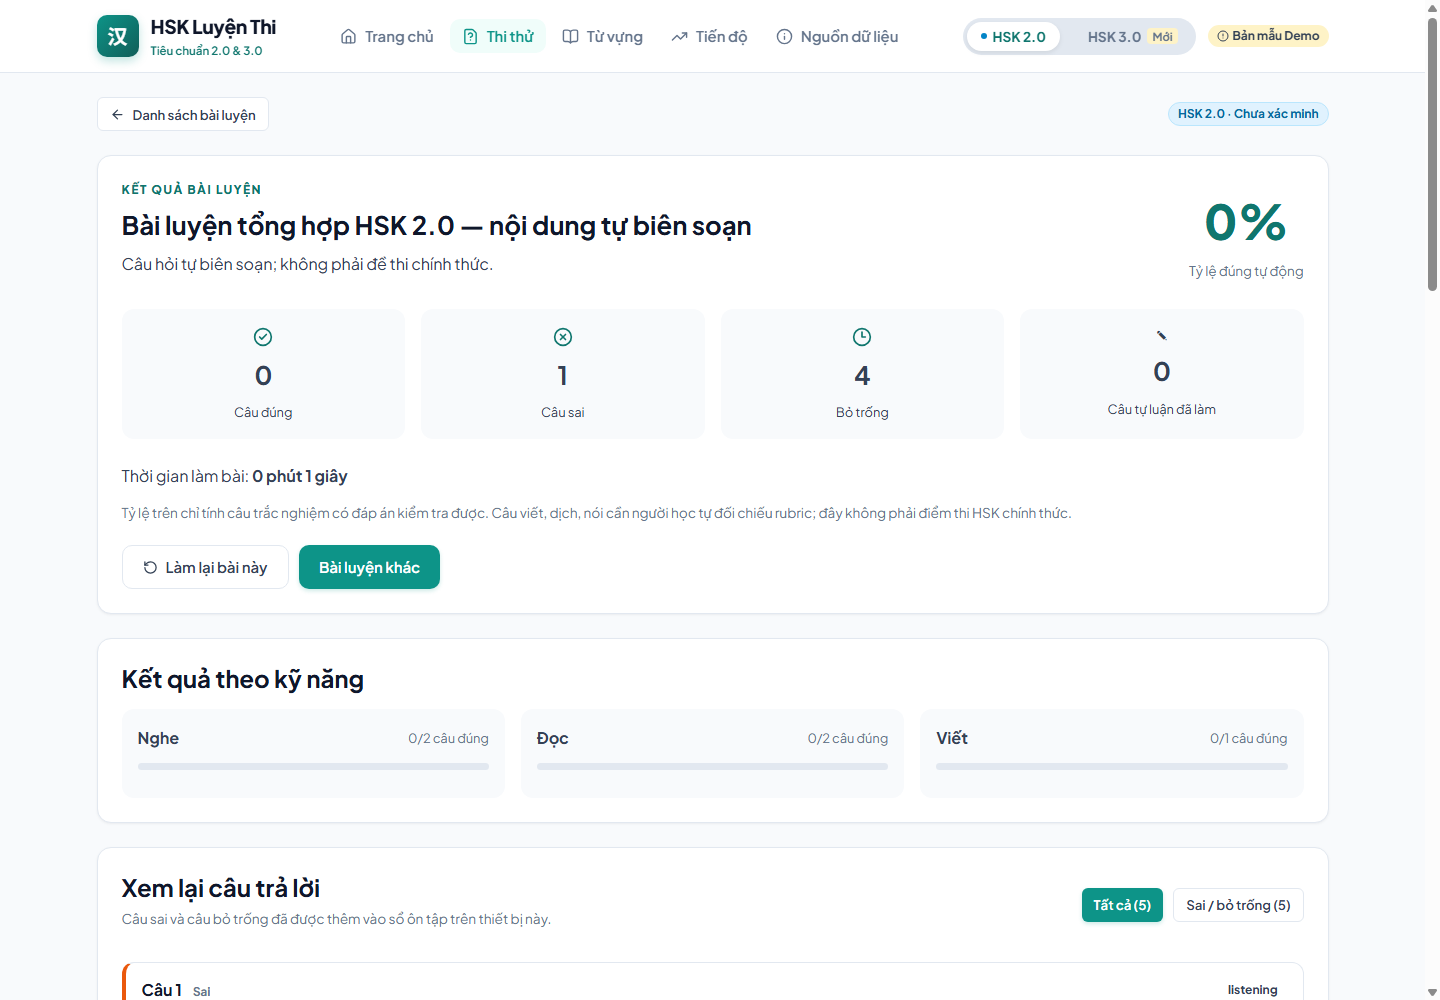 汉
HSK Luyện Thi
Tiêu chuẩn 2.0 & 3.0
Trang chủ
Thi thử
Từ vựng
Tiến độ
Nguồn dữ liệu
HSK 2.0
HSK 3.0 Mới
Bản mẫu Demo
Danh sách bài luyện
HSK 2.0 · Chưa xác minh
KẾT QUẢ BÀI LUYỆN
Bài luyện tổng hợp HSK 2.0 — nội dung tự biên soạn
Câu hỏi tự biên soạn; không phải đề thi chính thức.
0%
Tỷ lệ đúng tự động
0
Câu đúng
1
Câu sai
4
Bỏ trống
0
Câu tự luận đã làm
Thời gian làm bài: 0 phút 1 giây
Tỷ lệ trên chỉ tính câu trắc nghiệm có đáp án kiểm tra được. Câu viết, dịch, nói cần người học tự đối chiếu rubric; đây không phải điểm thi HSK chính thức.
Làm lại bài này
Bài luyện khác
Kết quả theo kỹ năng
Nghe 0/2 câu đúng
Đọc 0/2 câu đúng
Viết 0/1 câu đúng
Xem lại câu trả lời
Câu sai và câu bỏ trống đã được thêm vào sổ ôn tập trên thiết bị này.
Tất cả (5)
Sai / bỏ trống (5)
Câu 1 Sai
listening